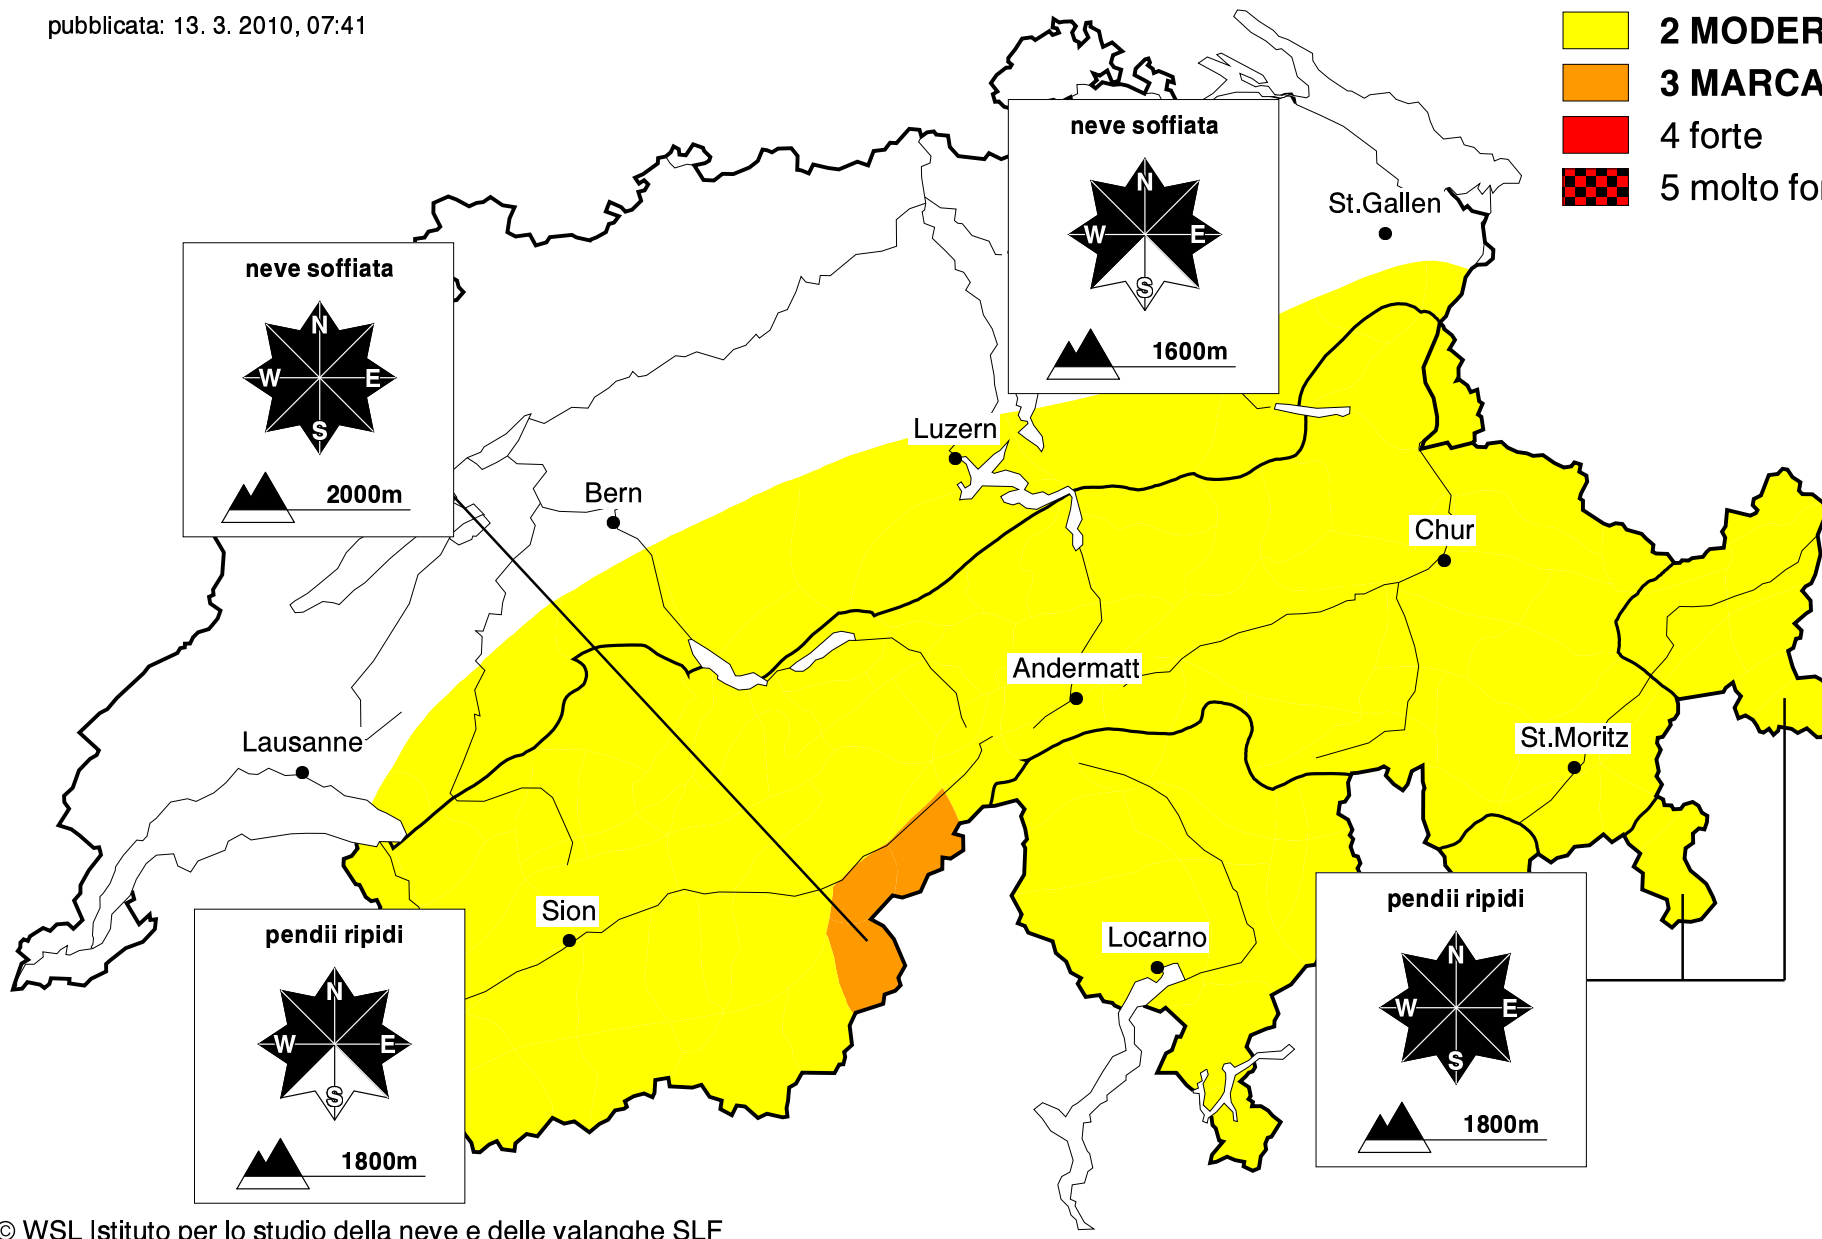 pubblicata: 13. 3. 2010, 07:41
2 MODER
3 MARCA
4 forte
5 molto for
neve soffiata
N
W E
S
1600m
St.Gallen
neve soffiata
N
W E
S
2000m
Luzern
Bern
Chur
Andermatt
St.Moritz
Lausanne
Sion
Locarno
pendii ripidi
N
W E
S
1800m
pendii ripidi
N
W E
S
1800m
© WSL Istituto per lo studio della neve e delle valanghe SLF